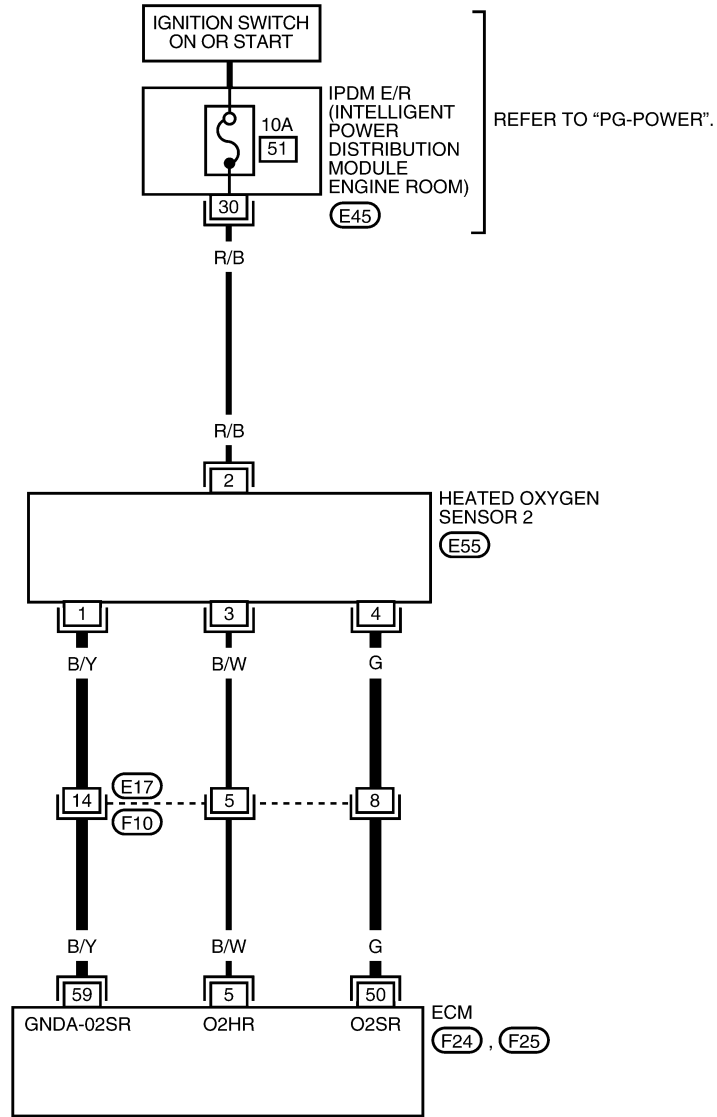 IGNITION SWITCH
ON OR START
IPDM E/R
(INTELLIGENT
POWER
DISTRIBUTION
MODULE
ENGINE ROOM)
E45
REFER TO “PG-POWER”.
10A
51
30
R/B
R/B
2
HEATED OXYGEN
SENSOR 2
E55
1
3
4
B/Y
B/W
G
14
E17
F10
5
8
B/Y
B/W
G
59
5
50
GNDA-02SR
O2HR
O2SR
ECM
F24 , F25